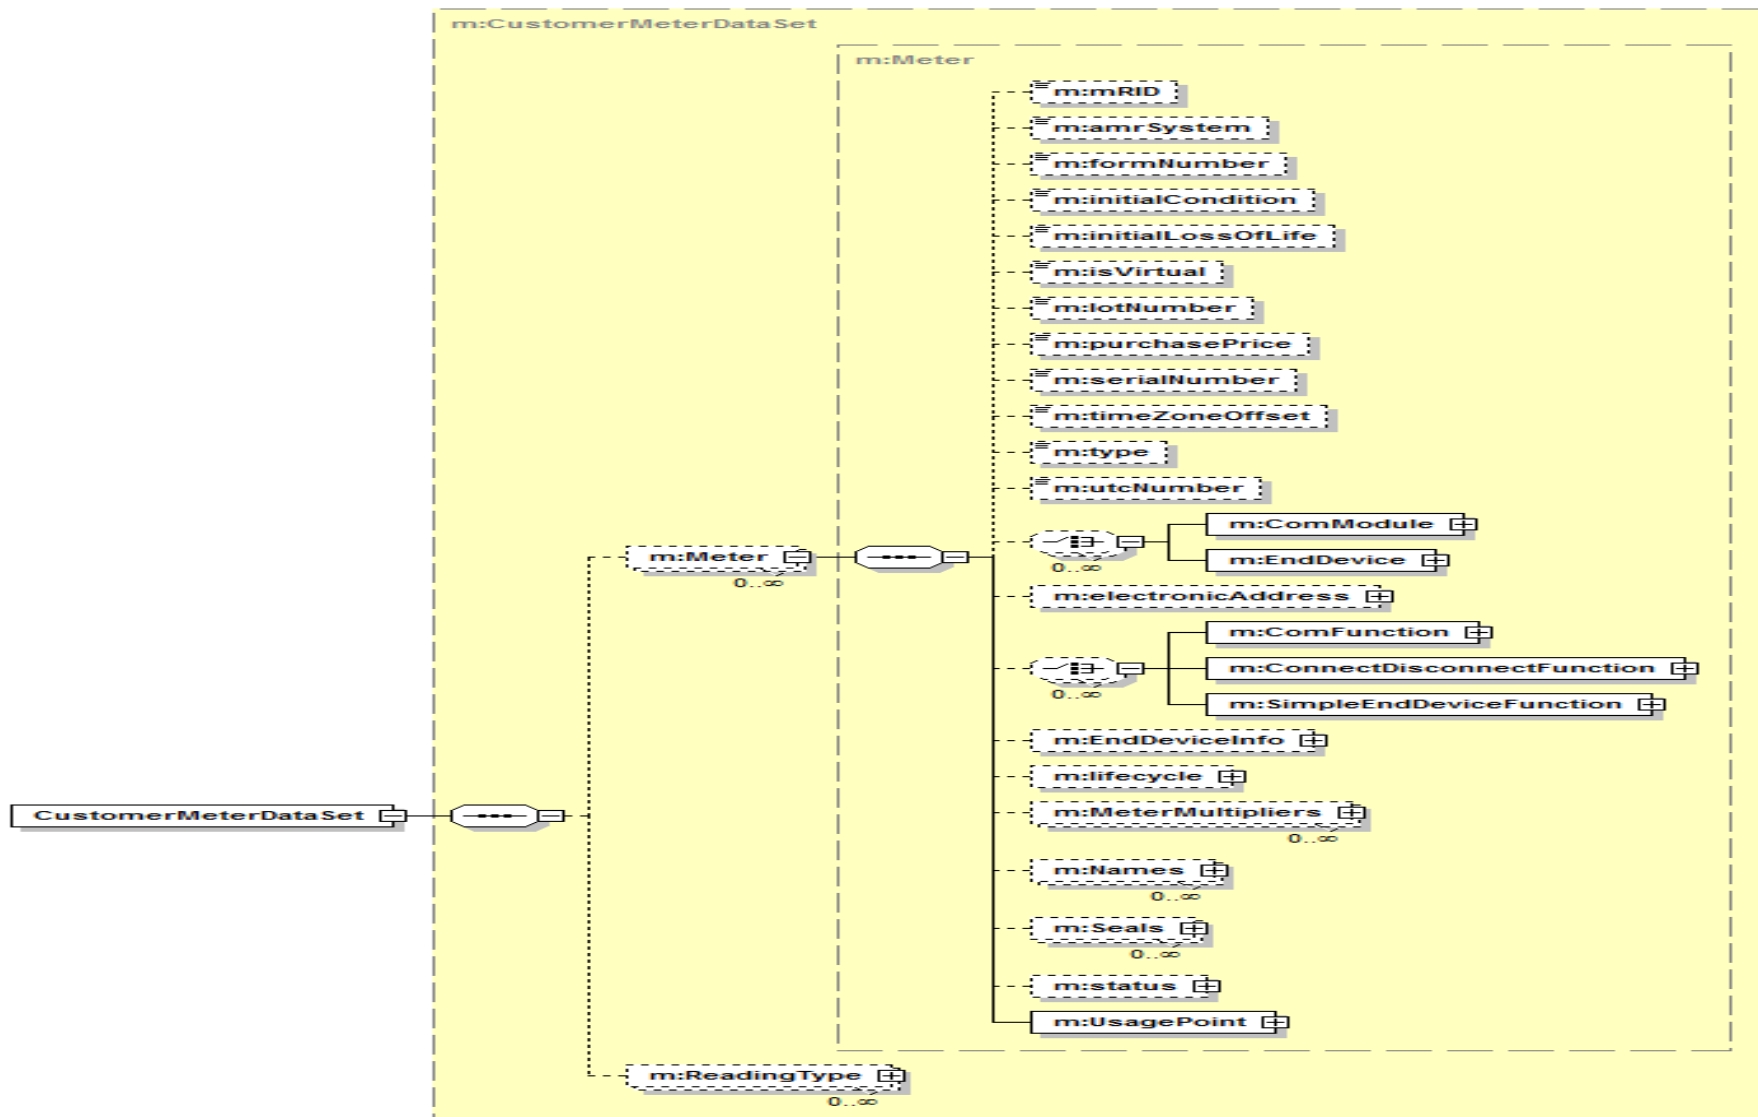 m:CustomerMeterDataSet
m:Meter
m:mRID
m:amrSystem
m:formNumber
m:initialCondition
m:initialLossOfLife
m:isVirtual
m:lotNumber
m:purchasePrice
m:serialNumber
m:timeZoneOffset
m:type
m:utcNumber
m:ComModule
m:Meter
0..∞
m:EndDevice
0..∞
m:electronicAddress
m:ComFunction
m:ConnectDisconnectFunction
0..∞
m:SimpleEndDeviceFunction
m:EndDeviceInfo
m:lifecycle
CustomerMeterDataSet
m:MeterMultipliers
0..∞
m:Names
0..∞
m:Seals
0..∞
m:status
m:UsagePoint
m:ReadingType
0..∞